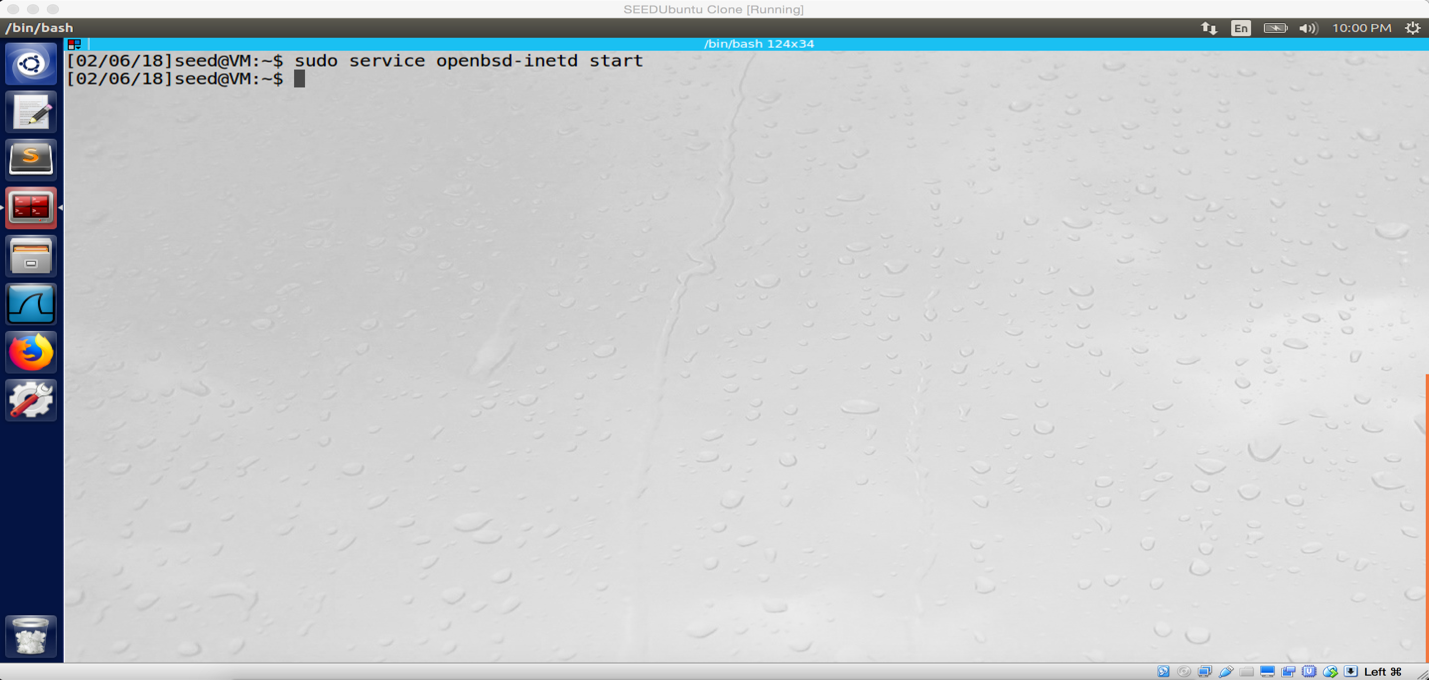 SEEDUbuntu Clone [Running]
/bin/bash
En
10:00 PM
/bin/bash 124x34
[02/06/18]seed@VM:~$ sudo service openbsd-inetd start
[02/06/18]seed@VM:~$
S
Left ⌘